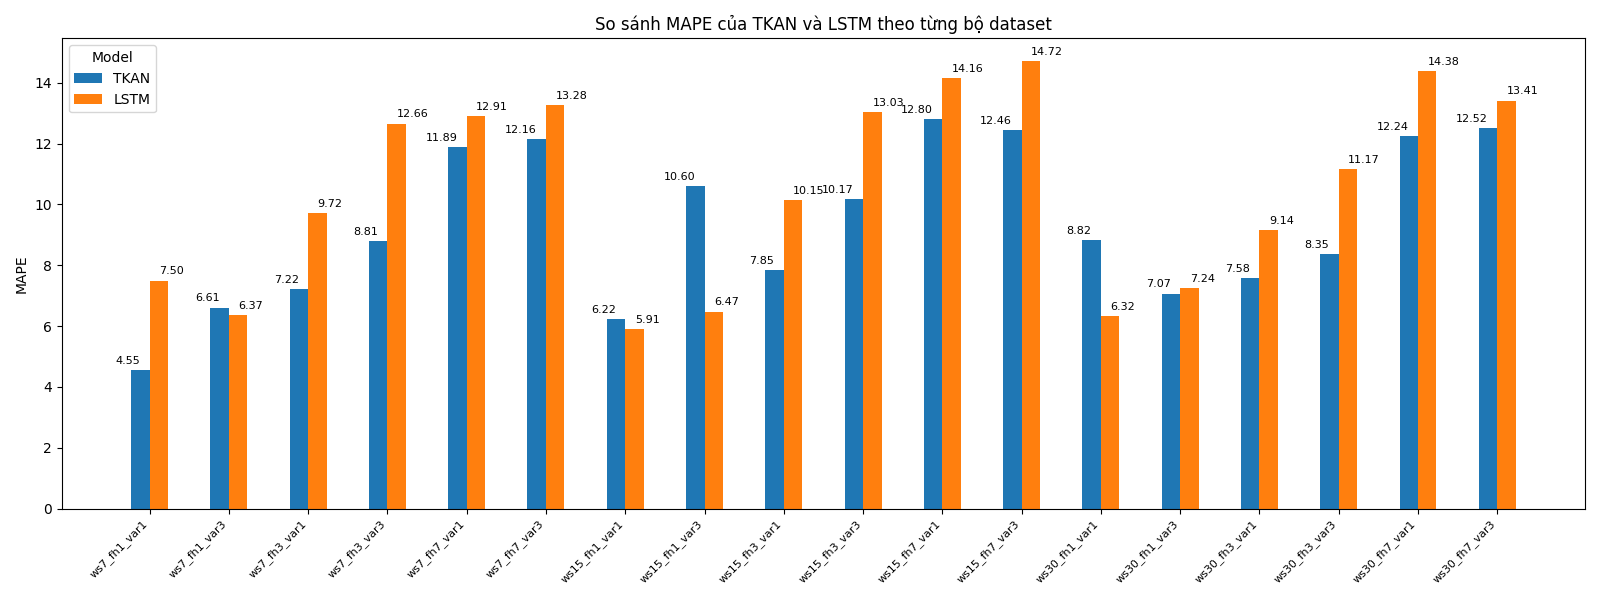 So sánh MAPE của TKAN và LSTM theo từng bộ dataset
Model
TKAN
LSTM
MAPE
14
12
10
8
6
4
2
0
4.55
7.50
6.61
6.37
7.22
9.72
8.81
12.66
11.89
12.91
12.16
13.28
6.22
5.91
10.60
6.47
7.85
10.15
10.17
13.03
12.80
14.16
12.46
14.72
8.82
6.32
7.07
7.24
7.58
9.14
8.35
11.17
12.24
14.38
12.52
13.41
ws7_fh1_var1
ws7_fh1_var3
ws7_fh3_var1
ws7_fh3_var3
ws7_fh7_var1
ws7_fh7_var3
ws15_fh1_var1
ws15_fh1_var3
ws15_fh3_var1
ws15_fh3_var3
ws15_fh7_var1
ws15_fh7_var3
ws30_fh1_var1
ws30_fh1_var3
ws30_fh3_var1
ws30_fh3_var3
ws30_fh7_var1
ws30_fh7_var3